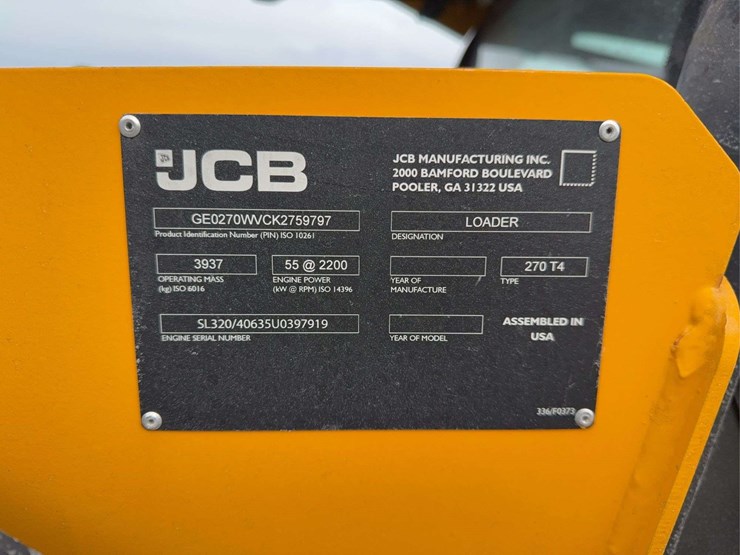 JCB
JCB MANUFACTURING INC.
2000 BAMFORD BOULEVARD
POOLER, GA 31322 USA
GE0270WVCK2759797
Product Identification Number (PIN) ISO 10261
LOADER
DESIGNATION
3937
OPERATING MASS
(kg) ISO 6016
55 @ 2200
ENGINE POWER
(kW @ RPM) ISO 14396
YEAR OF
MANUFACTURE
270 T4
TYPE
SL320/40635U0397919
ENGINE SERIAL NUMBER
YEAR OF MODEL
ASSEMBLED IN
USA
336/F0373